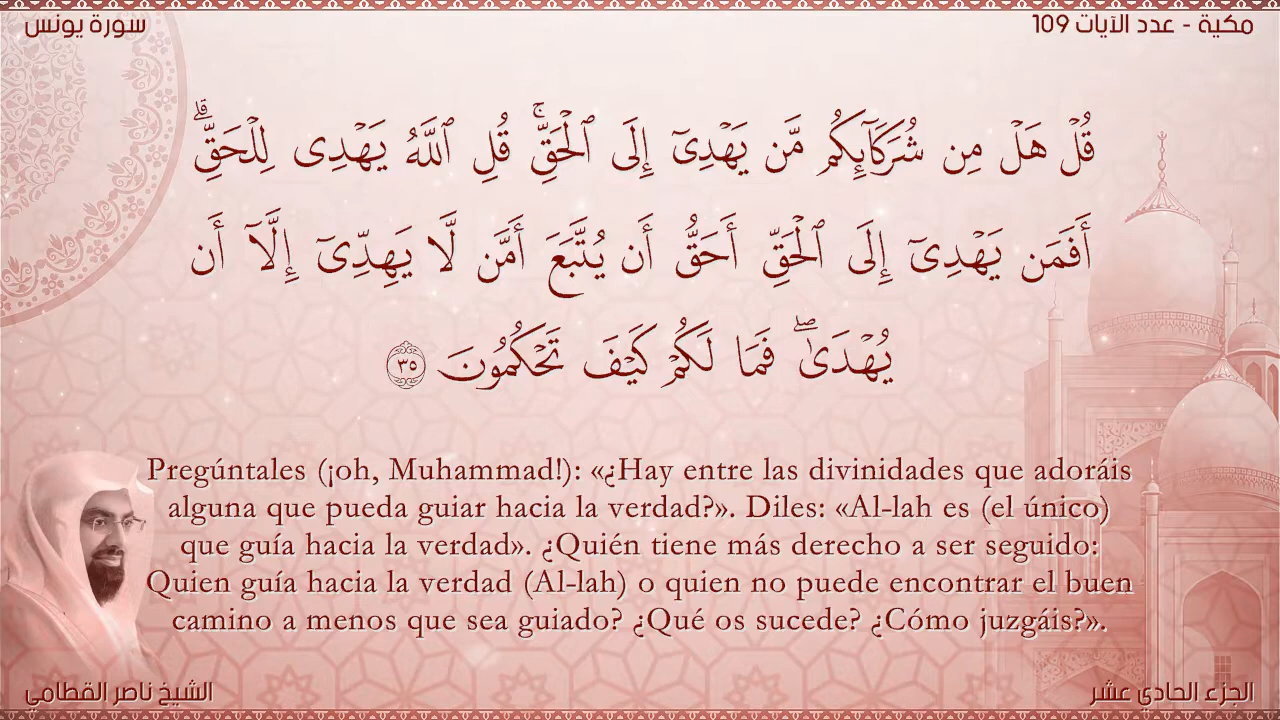 مكية - عدد الآيات 109
سورة يونس
قُلْ هَلْ مِن شُرَكَآئِكُم مَّن يَهْدِىٓ إِلَى ٱلْحَقِّ ۚ قُلِ ٱللَّهُ يَهْدِى لِلْحَقِّ ۗ
أَفَمَن يَهْدِىٓ إِلَى ٱلْحَقِّ أَحَقُّ أَن يُتَّبَعَ أَمَّن لَّا يَهِدِّىٓ إِلَّآ أَن
يُهْدَىٰ ۖ فَمَا لَكُمْ كَيْفَ تَحْكُمُونَ ٣٥
Pregúntales (¡oh, Muhammad!): «¿Hay entre las divinidades que adoráis
alguna que pueda guiar hacia la verdad?». Diles: «Al-lah es (el único)
que guía hacia la verdad». ¿Quién tiene más derecho a ser seguido:
Quien guía hacia la verdad (Al-lah) o quien no puede encontrar el buen
camino a menos que sea guiado? ¿Qué os sucede? ¿Cómo juzgáis?».
الجزء الحادي عشر
الشيخ ناصر القطامي